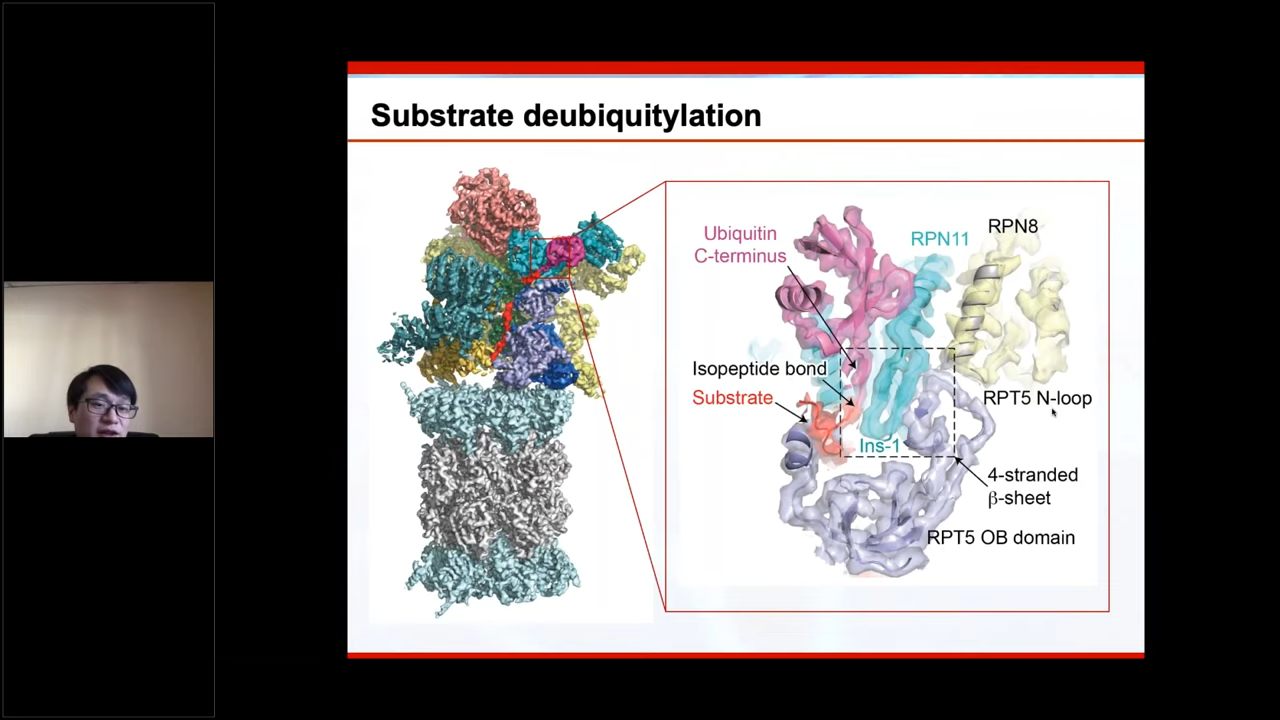 Substrate deubiquitylation
Ubiquitin
C-terminus
RPN11
RPN8
Isopeptide bond
Substrate
RPT5 N-loop
Ins-1
4-stranded
β-sheet
RPT5 OB domain